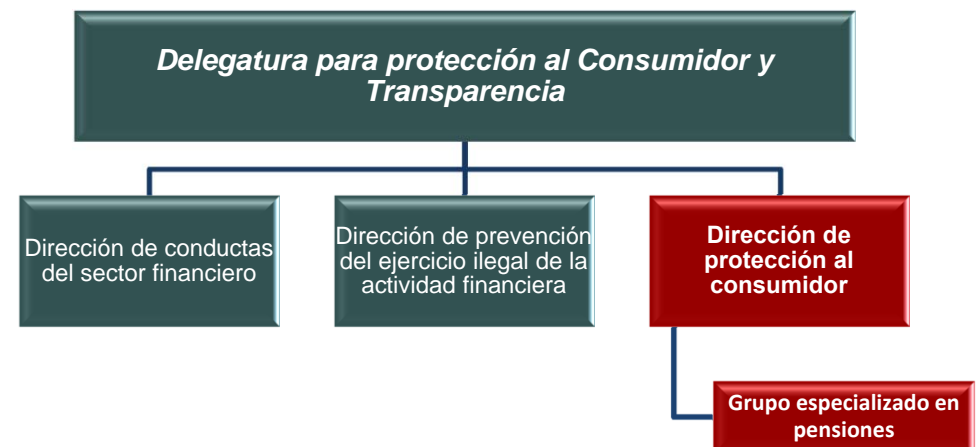 Delegatura para protección al Consumidor y
Transparencia
Dirección de conductas
del sector financiero
Dirección de prevención
del ejercicio ilegal de la
actividad financiera
Dirección de
protección al
consumidor
Grupo especializado en
pensiones